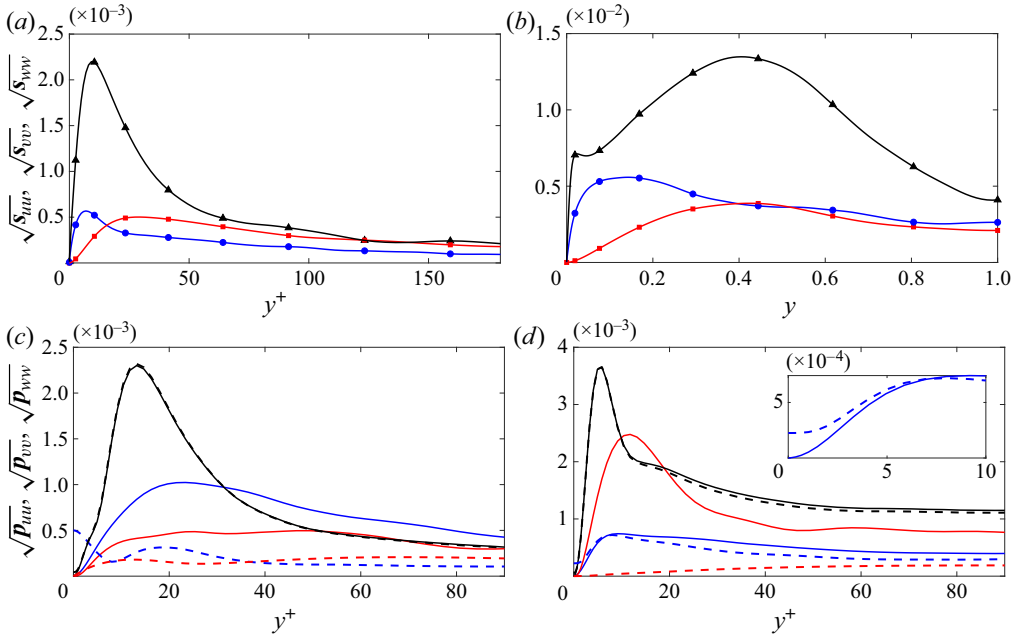 (a) (×10⁻³)
2.5
2.0
1.5
1.0
0.5
0 50 100 150
y⁺
√s_uu, √s_vv, √s_ww
(b) (×10⁻²)
1.5
1.0
0.5
0 0.2 0.4 0.6 0.8 1.0
y
(c) (×10⁻³)
2.5
2.0
1.5
1.0
0.5
0 20 40 60 80
y⁺
√p_uu, √p_vv, √p_ww
(d) (×10⁻³)
4
3
2
1
0 20 40 60 80
y⁺
(×10⁻⁴)
5
0 5 10